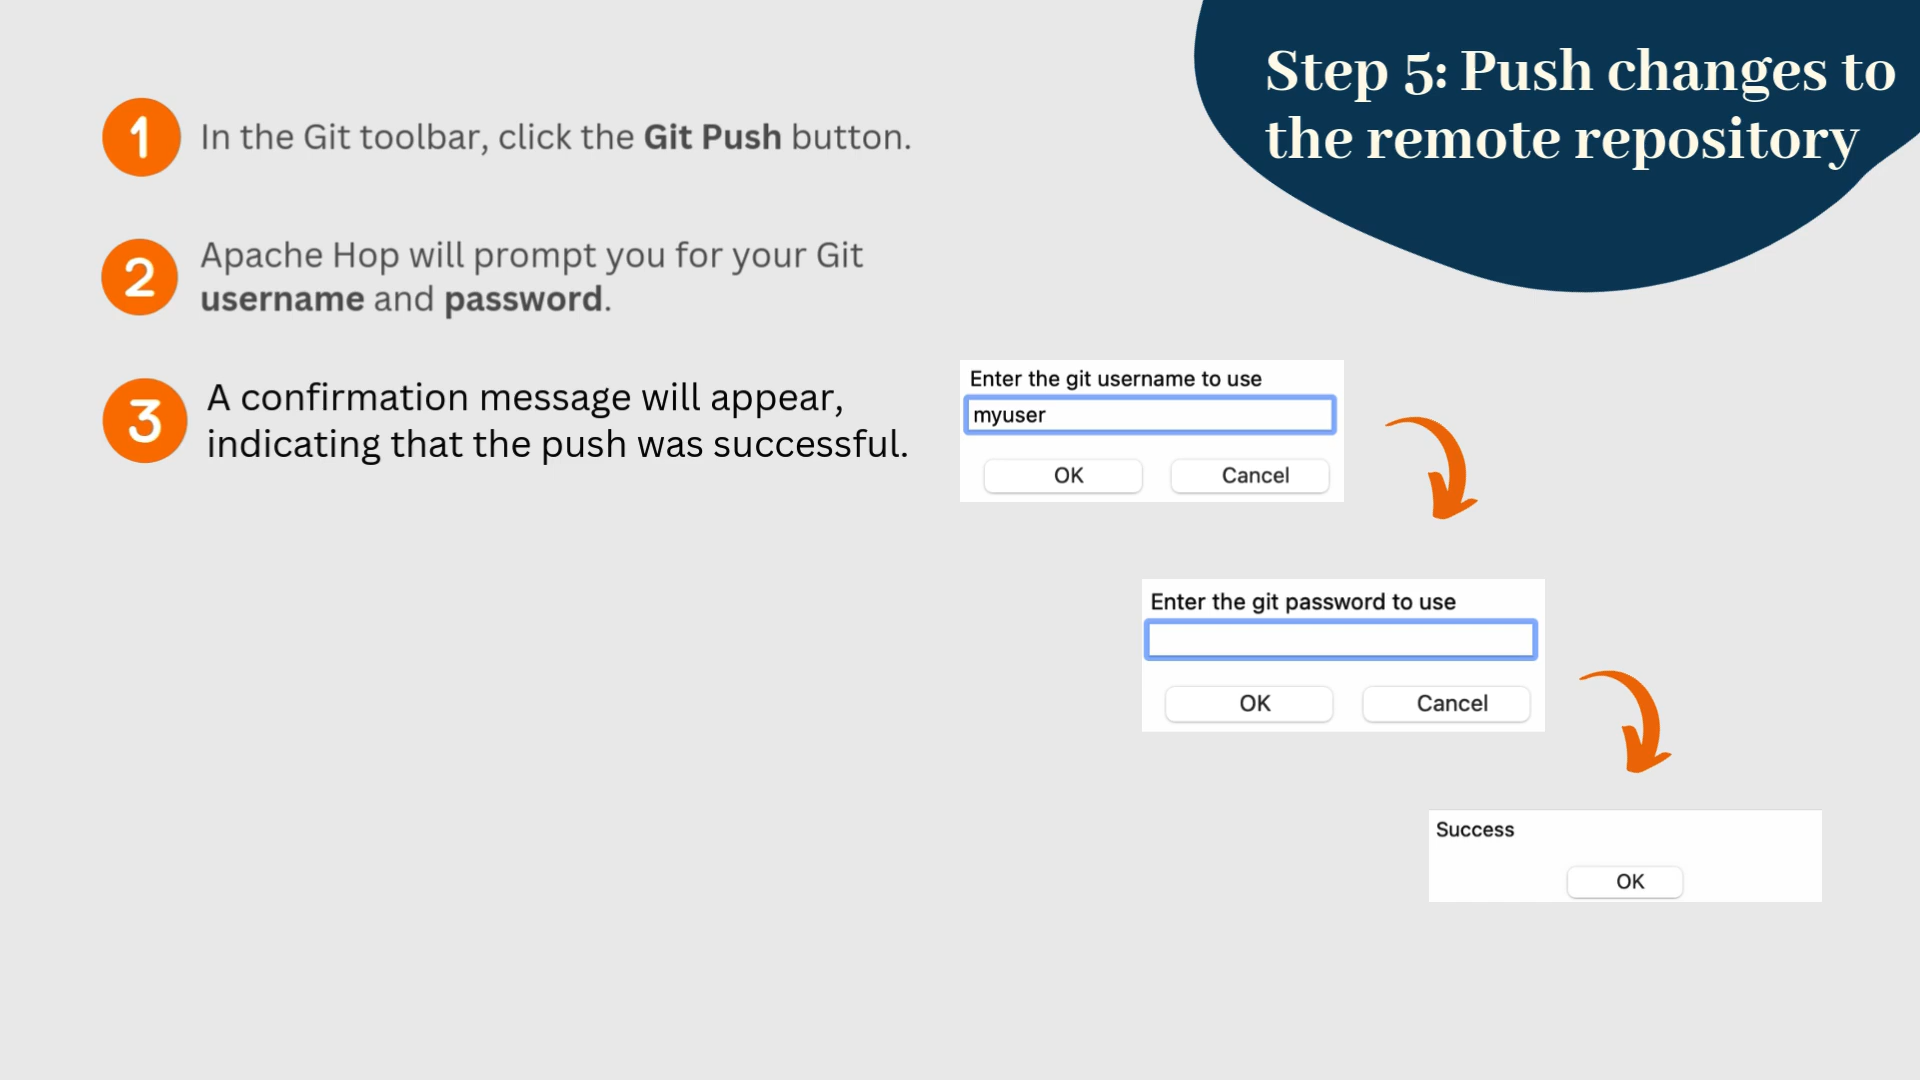 Step 5: Push changes to
the remote repository
1
In the Git toolbar, click the Git Push button.
2
Apache Hop will prompt you for your Git
username and password.
3
A confirmation message will appear,
indicating that the push was successful.
Enter the git username to use
myuser
OK Cancel
Enter the git password to use
OK Cancel
Success
OK